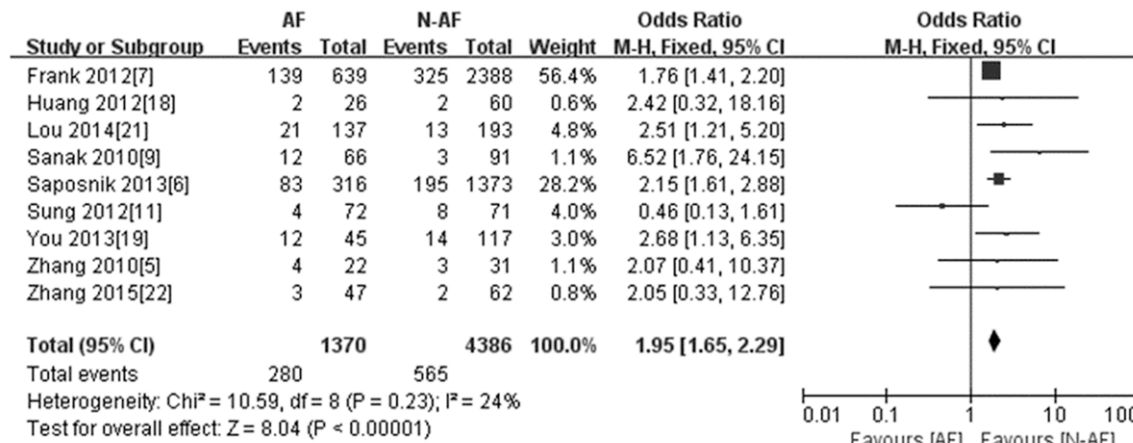 AF N-AF Odds Ratio Odds Ratio
Study or Subgroup Events Total Events Total Weight M-H, Fixed, 95% CI M-H, Fixed, 95% CI
Frank 2012[7] 139 639 325 2388 56.4% 1.76 [1.41, 2.20]
Huang 2012[18] 2 26 2 60 0.6% 2.42 [0.32, 18.16]
Lou 2014[21] 21 137 13 193 4.8% 2.51 [1.21, 5.20]
Sanak 2010[9] 12 66 3 91 1.1% 6.52 [1.76, 24.15]
Saposnik 2013[6] 83 316 195 1373 28.2% 2.15 [1.61, 2.88]
Sung 2012[11] 4 72 8 71 4.0% 0.46 [0.13, 1.61]
You 2013[19] 12 45 14 117 3.0% 2.68 [1.13, 6.35]
Zhang 2010[5] 4 22 3 31 1.1% 2.07 [0.41, 10.37]
Zhang 2015[22] 3 47 2 62 0.8% 2.05 [0.33, 12.76]
Total (95% CI) 1370 4386 100.0% 1.95 [1.65, 2.29]
Total events 280 565
Heterogeneity: Chi² = 10.59, df = 8 (P = 0.23); I² = 24%
Test for overall effect: Z = 8.04 (P < 0.00001)
0.01 0.1 1 10 100
Favours [AF] Favours [N-AF]